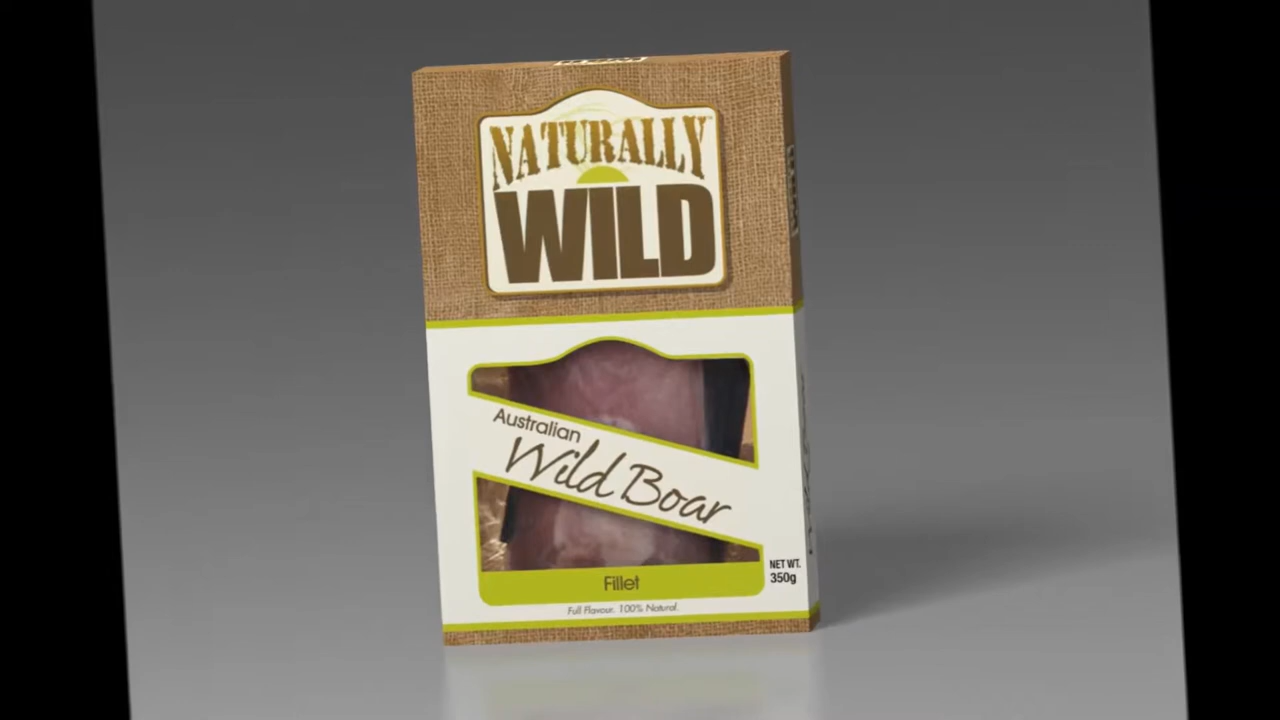 NATURALLY
WILD
Australian
Wild Boar
Fillet
NET WT.
350g
Full Flavour. 100% Natural.